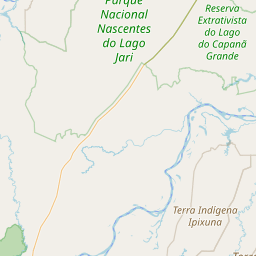 Parque
Nacional
Nascentes
do Lago
Jari
Reserva
Extrativista
do Lago
do Capanã
Grande
Terra Indígena
Ipixuna